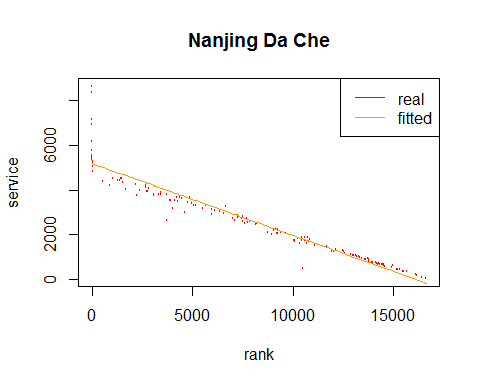 Nanjing Da Che
real
fitted
service
6000
2000
0
0
5000
10000
15000
rank